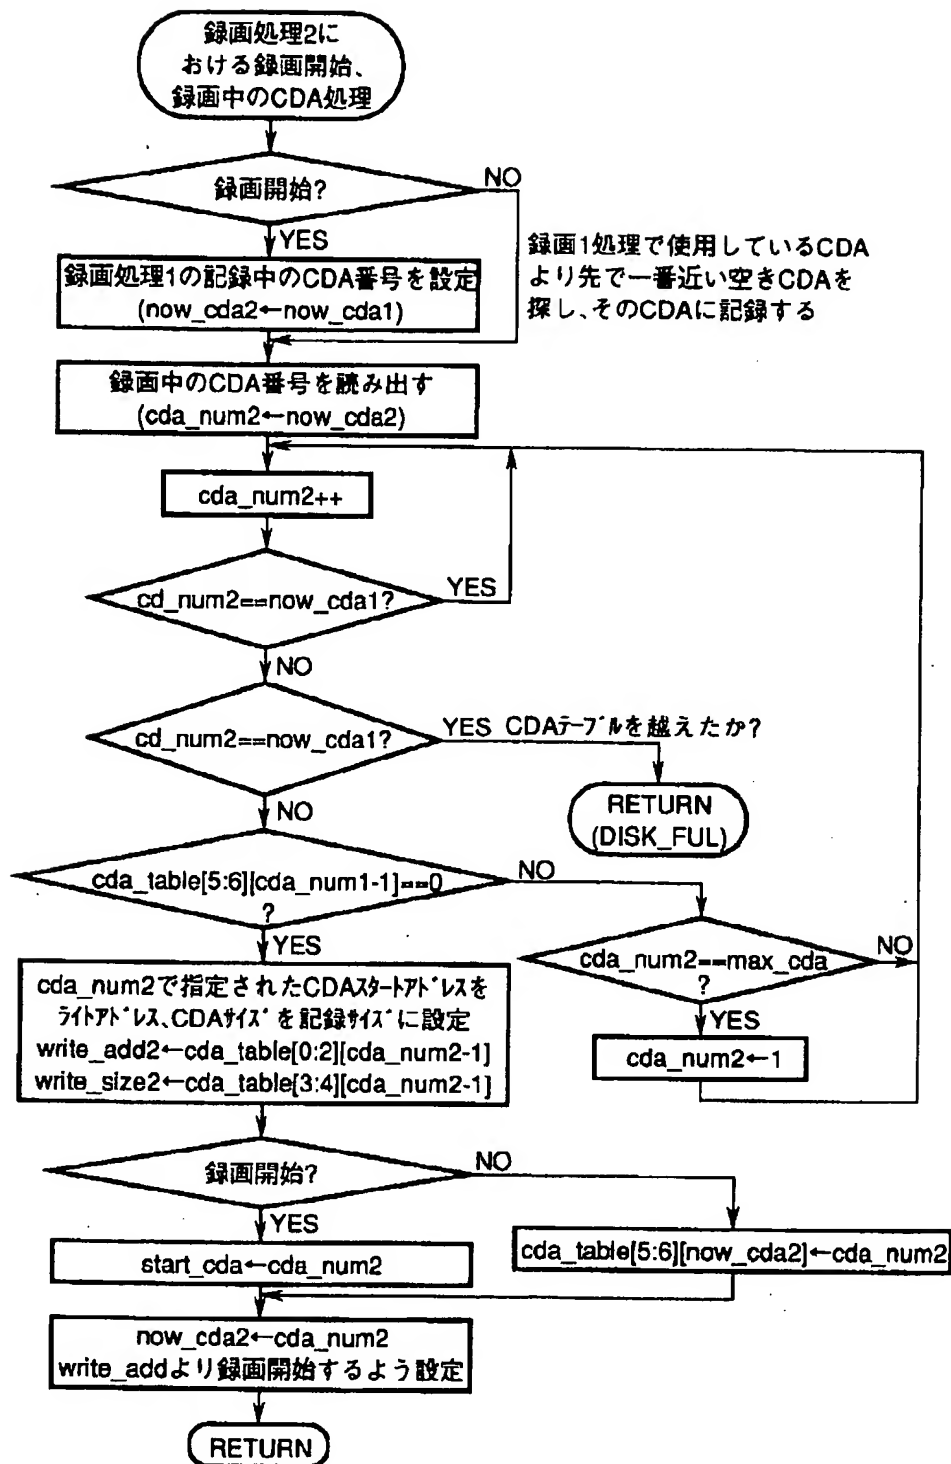 録画処理2に
おける録画開始、
録画中のCDA処理
録画開始?
NO
YES
録画1処理で使用しているCDA
より先で一番近い空きCDAを
探し、そのCDAに記録する
録画処理1の記録中のCDA番号を設定
(now_cda2←now_cda1)
録画中のCDA番号を読み出す
(cda_num2←now_cda2)
cda_num2++
cd_num2==now_cda1?
YES
NO
cd_num2==now_cda1?
YES CDAテーブルを越えたか?
NO
RETURN
(DISK_FUL)
cda_table[5:6][cda_num1-1]==0
?
NO
YES
cda_num2==max_cda
?
NO
YES
cda_num2で指定されたCDAスタートアドレスを
ライトアドレス、CDAサイズを記録サイズに設定
write_add2←cda_table[0:2][cda_num2-1]
write_size2←cda_table[3:4][cda_num2-1]
cda_num2←1
録画開始?
NO
YES
start_cda←cda_num2
cda_table[5:6][now_cda2]←cda_num2
now_cda2←cda_num2
write_addより録画開始するよう設定
RETURN